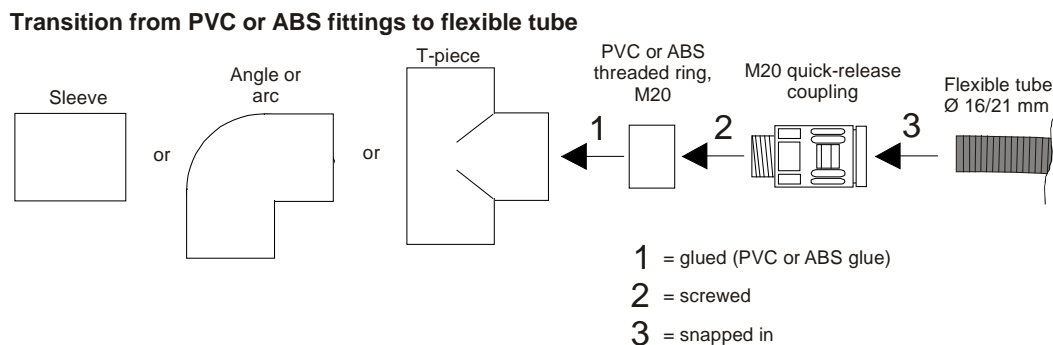 Transition from PVC or ABS fittings to flexible tube
Sleeve
or
Angle or
arc
or
T-piece
1
PVC or ABS
threaded ring,
M20
2
M20 quick-release
coupling
3
Flexible tube
Ø 16/21 mm
1 = glued (PVC or ABS glue)
2 = screwed
3 = snapped in